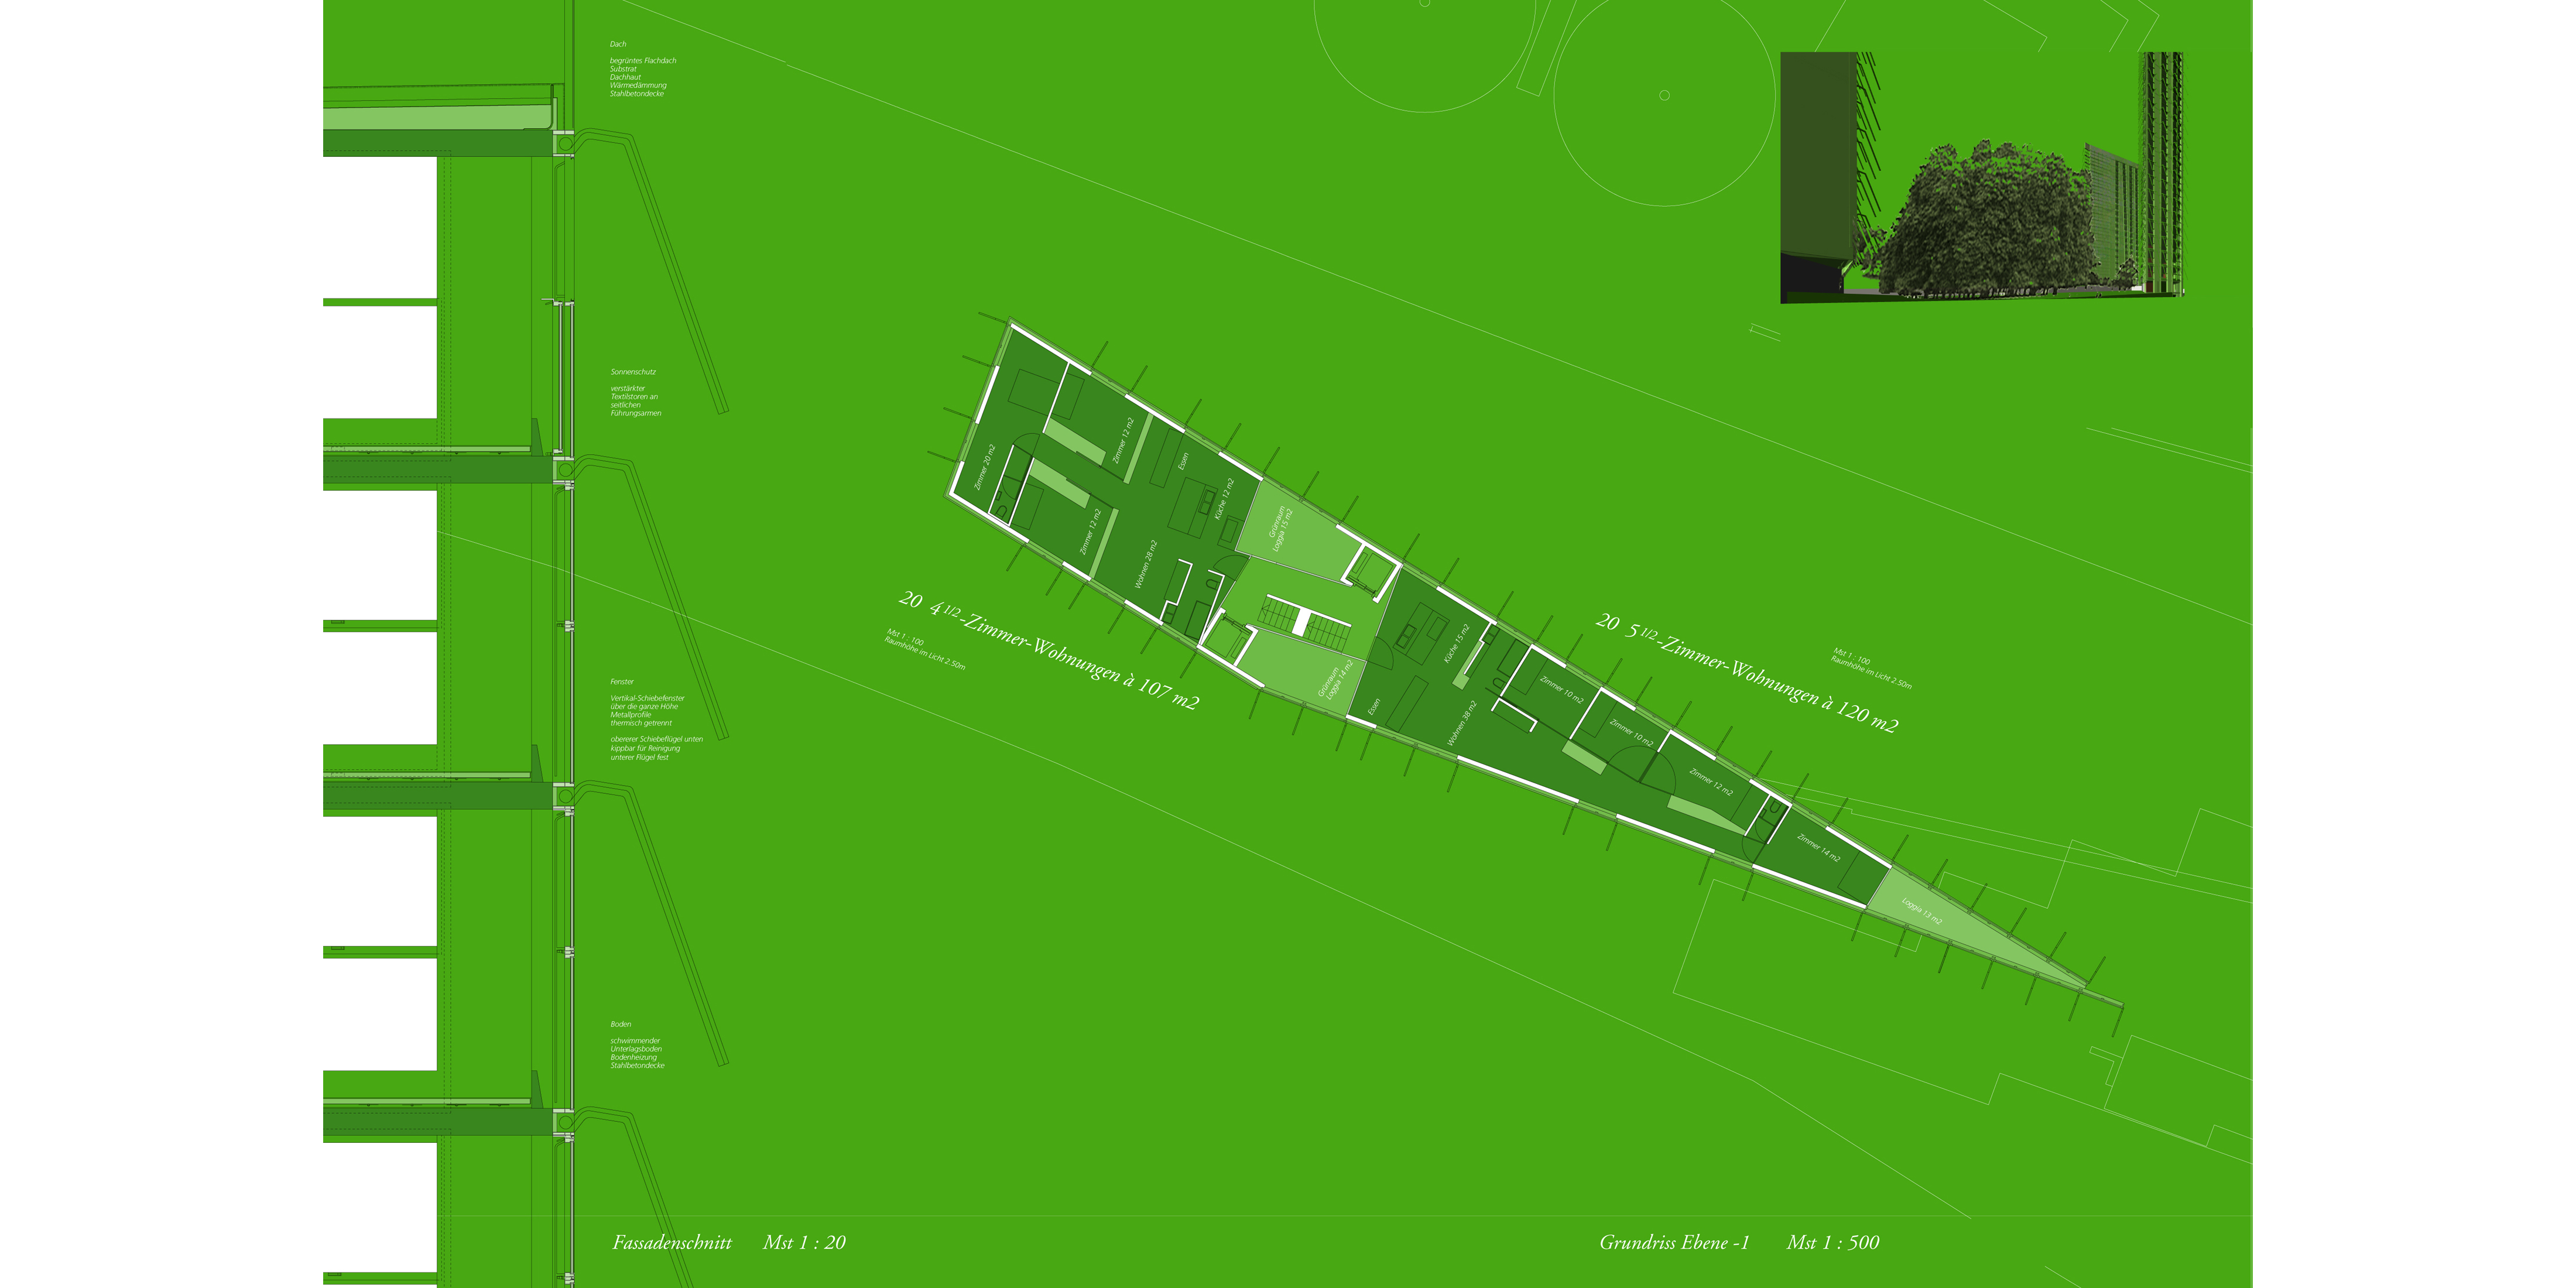 Dach
begrüntes Flachdach
Substrat
Dachhaut
Wärmedämmung
Stahlbetondecke
Sonnenschutz
verstärkter
Textilstoren an
seitlichen
Führungsarmen
Fenster
Vertikal-Schiebefenster
über die ganze Höhe
Metallprofile
thermisch getrennt
obererer Schiebeflügel unten
kippbar für Reinigung
unterer Flügel fest
Boden
schwimmender
Unterlagsboden
Bodenheizung
Stahlbetondecke
Zimmer 20 m2
Zimmer 12 m2
Zimmer 12 m2
Essen
Küche 12 m2
Wohnen 28 m2
Grünraum
Loggia 15 m2
20 4 1/2-Zimmer-Wohnungen à 107 m2
Mst 1 : 100
Raumhöhe im Licht 2.50m
Grünraum
Loggia 14 m2
Essen
Küche 15 m2
Wohnen 38 m2
Zimmer 10 m2
Zimmer 10 m2
Zimmer 12 m2
Zimmer 14 m2
Loggia 13 m2
20 5 1/2-Zimmer-Wohnungen à 120 m2
Mst 1 : 100
Raumhöhe im Licht 2.50m
Fassadenschnitt Mst 1 : 20
Grundriss Ebene -1 Mst 1 : 500